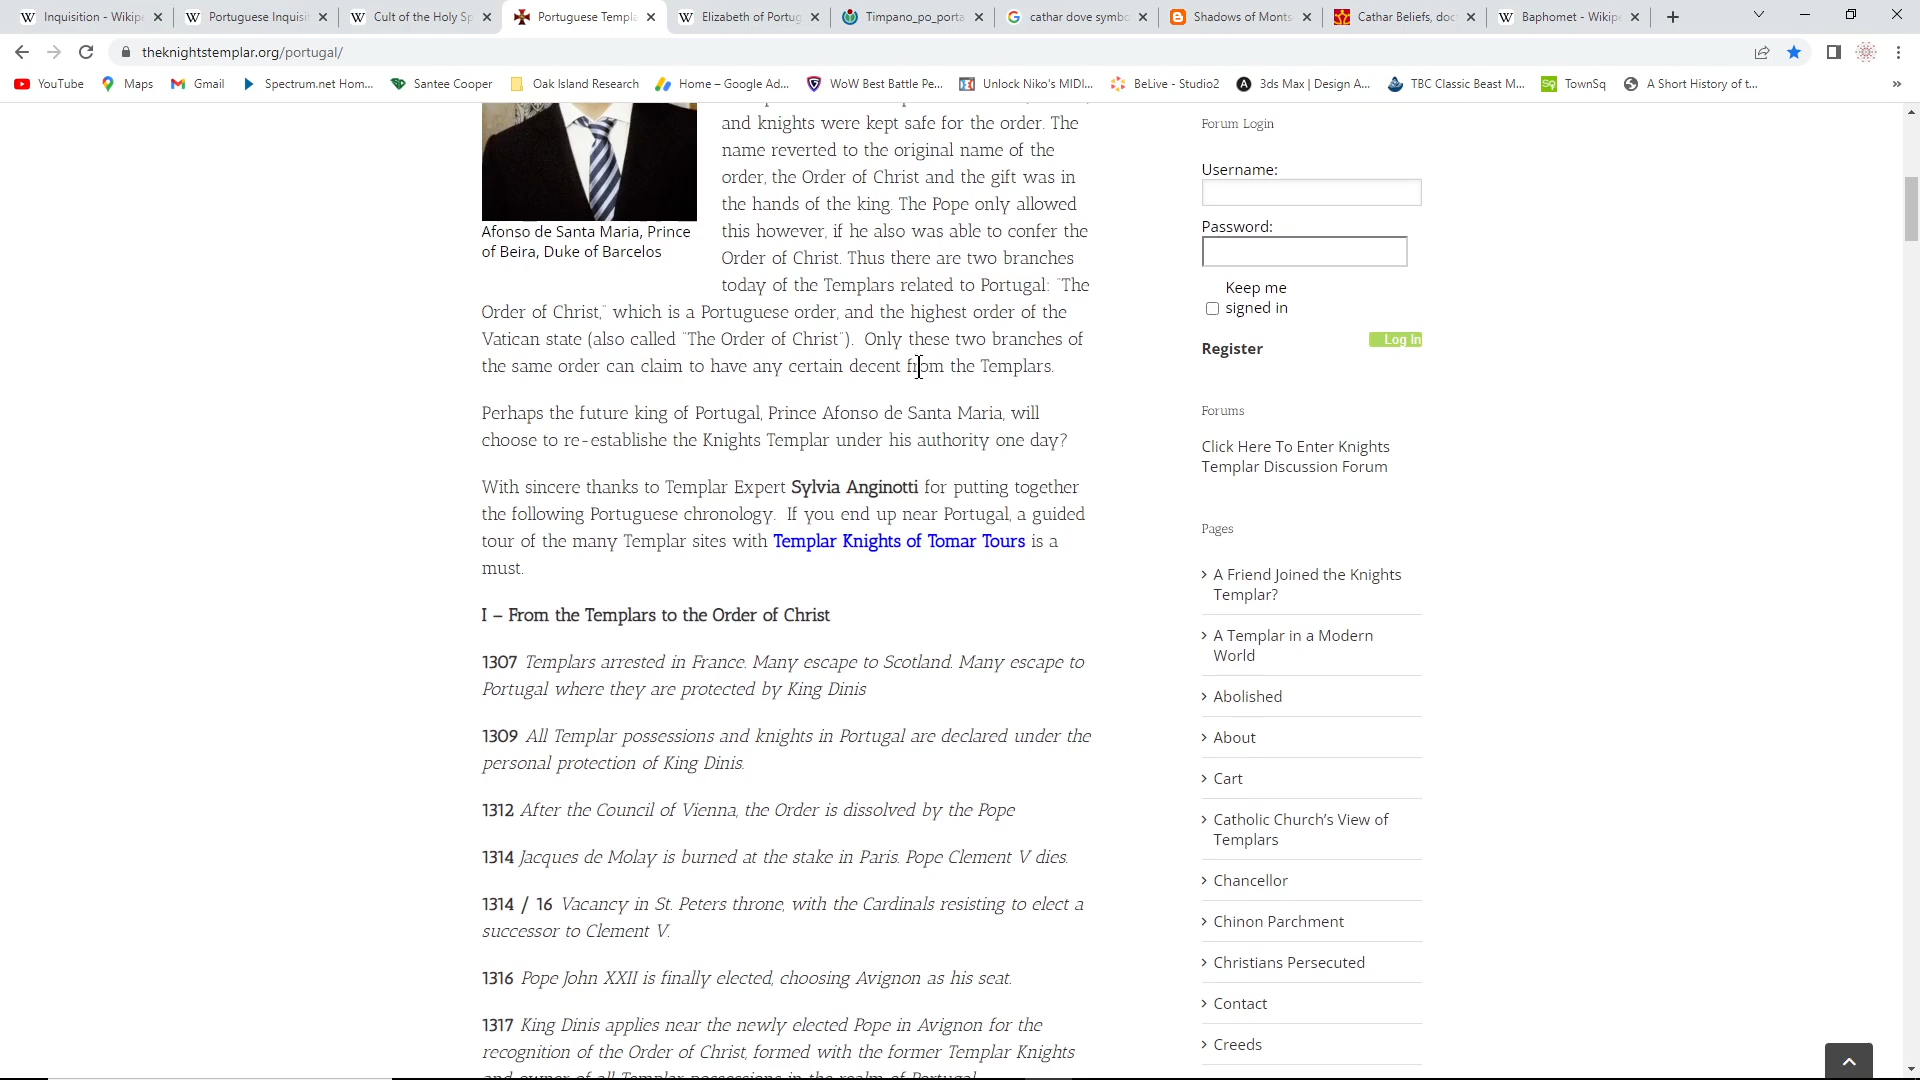 Inquisition - Wikip
Portuguese Inquisi
Cult of the Holy Sp
Portuguese Templa
Elizabeth of Portug
Timpano_po_porta
cathar dove symbo
Shadows of Monts
Cathar Beliefs, doc
Baphomet - Wikipe
theknightstemplar.org/portugal/
YouTube
Maps
Gmail
Spectrum.net Hom...
Santee Cooper
Oak Island Research
Home – Google Ad...
WoW Best Battle Pe...
Unlock Niko's MIDI...
BeLive - Studio2
3ds Max | Design A...
TBC Classic Beast M...
TownSq
A Short History of t...
»
and knights were kept safe for the order. The
name reverted to the original name of the
order, the Order of Christ and the gift was in
the hands of the king. The Pope only allowed
this however, if he also was able to confer the
Order of Christ. Thus there are two branches
today of the Templars related to Portugal: "The
Afonso de Santa Maria, Prince
of Beira, Duke of Barcelos
Order of Christ," which is a Portuguese order, and the highest order of the
Vatican state (also called "The Order of Christ"). Only these two branches of
the same order can claim to have any certain decent from the Templars.
Perhaps the future king of Portugal, Prince Afonso de Santa Maria, will
choose to re-establishe the Knights Templar under his authority one day?
With sincere thanks to Templar Expert Sylvia Anginotti for putting together
the following Portuguese chronology. If you end up near Portugal, a guided
tour of the many Templar sites with Templar Knights of Tomar Tours is a
must.
I – From the Templars to the Order of Christ
1307 Templars arrested in France. Many escape to Scotland. Many escape to
Portugal where they are protected by King Dinis
1309 All Templar possessions and knights in Portugal are declared under the
personal protection of King Dinis.
1312 After the Council of Vienna, the Order is dissolved by the Pope
1314 Jacques de Molay is burned at the stake in Paris. Pope Clement V dies.
1314 / 16 Vacancy in St. Peters throne, with the Cardinals resisting to elect a
successor to Clement V.
1316 Pope John XXII is finally elected, choosing Avignon as his seat.
1317 King Dinis applies near the newly elected Pope in Avignon for the
recognition of the Order of Christ, formed with the former Templar Knights
and owner of all Templar possessions in the realm of Portugal
Forum Login
Username:
Password:
Keep me
signed in
Log In
Register
Forums
Click Here To Enter Knights
Templar Discussion Forum
Pages
A Friend Joined the Knights
Templar?
A Templar in a Modern
World
Abolished
About
Cart
Catholic Church's View of
Templars
Chancellor
Chinon Parchment
Christians Persecuted
Contact
Creeds